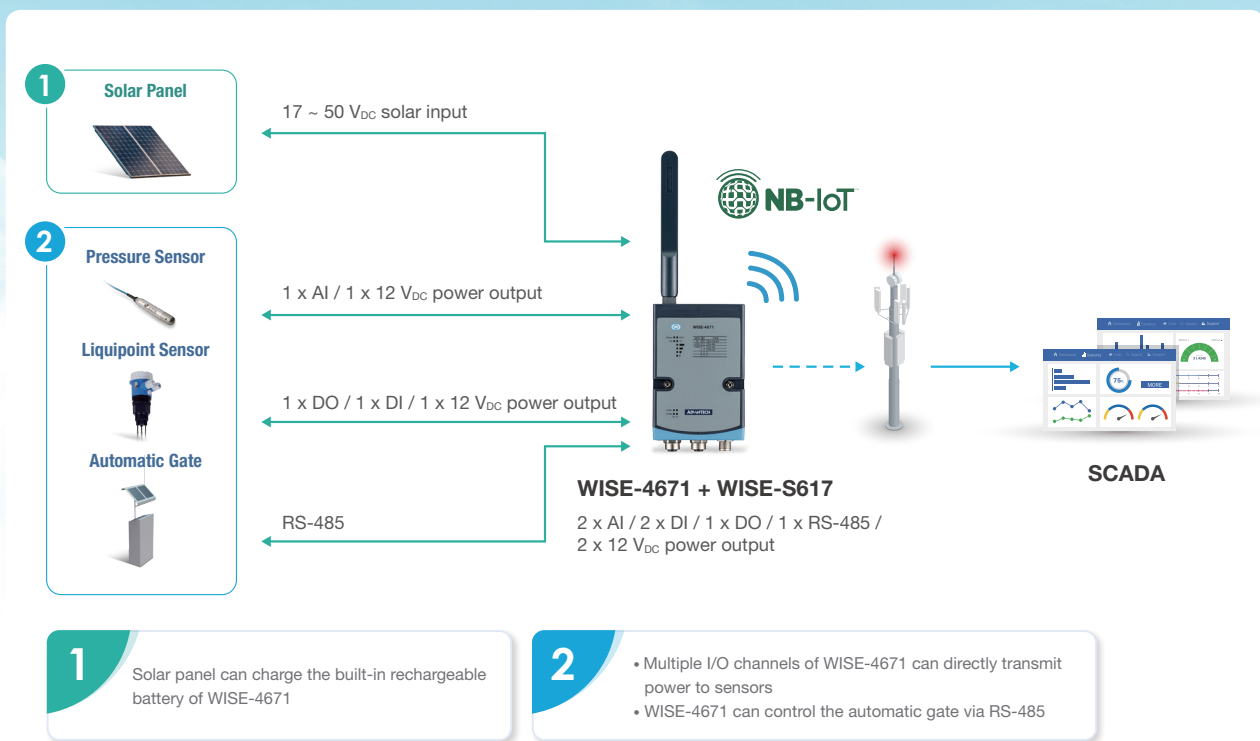 1
Solar Panel
17 ~ 50 VDC solar input
NB-IoT
2
Pressure Sensor
1 x AI / 1 x 12 VDC power output
Liquipoint Sensor
1 x DO / 1 x DI / 1 x 12 VDC power output
Automatic Gate
RS-485
WISE-4671
ADVANTECH
75%
MORE
WISE-4671 + WISE-S617
2 x AI / 2 x DI / 1 x DO / 1 x RS-485 /
2 x 12 VDC power output
SCADA
1
Solar panel can charge the built-in rechargeable
battery of WISE-4671
2
• Multiple I/O channels of WISE-4671 can directly transmit
power to sensors
• WISE-4671 can control the automatic gate via RS-485